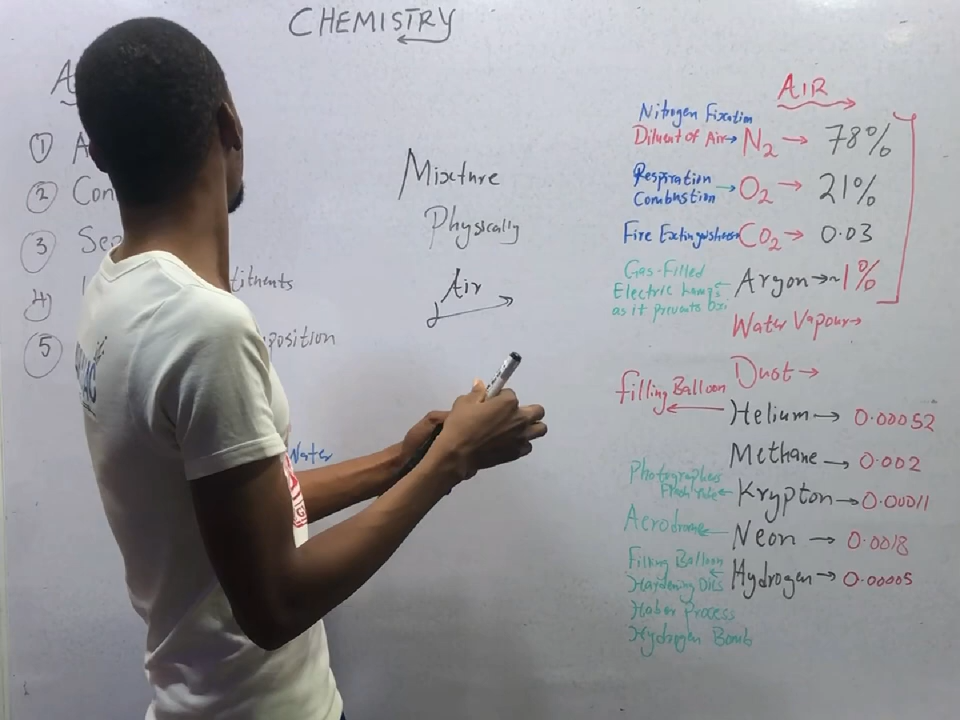 CHEMISTRY
①
② Con
③ Sep
④ tituents
⑤ position
Water
Mixture
Physically
Air
AIR
Nitrogen Fixation
Diluent of Air → N₂ → 78%
Respiration
Combustion → O₂ → 21%
Fire Extinguishers → CO₂ → 0.03
Gas-Filled
Electric Lamps ← Argon → ~1%
as it prevents Oxi
Water Vapour →
Dust →
filling Balloon ← Helium → 0.00052
Methane → 0.002
Photographers
Flash tube ← Krypton → 0.00011
Aerodrome ← Neon → 0.0018
Filling Balloon ← Hydrogen → 0.00005
Hardening Oils
Haber Process
Hydrogen Bomb